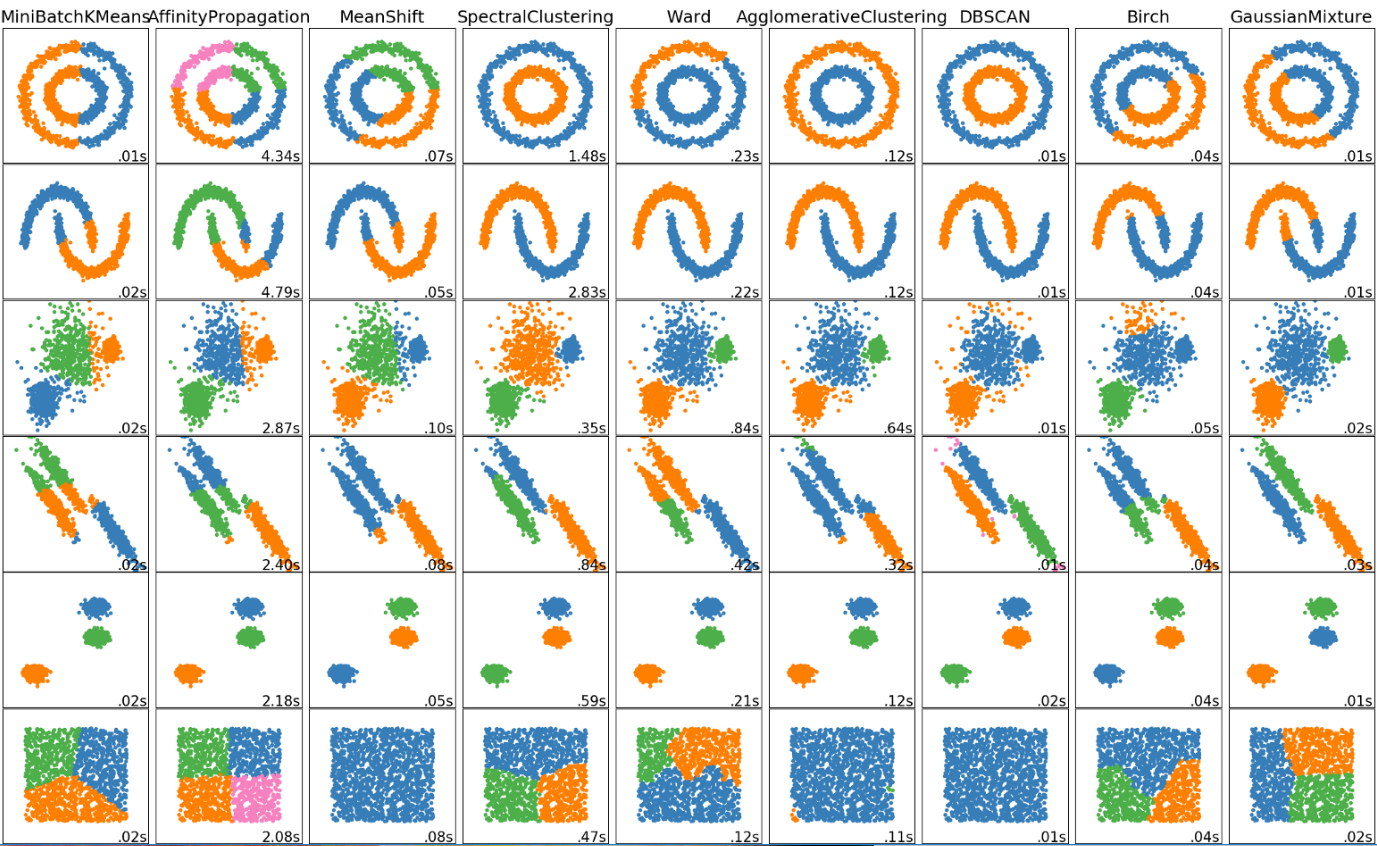 MiniBatchKMeans AffinityPropagation MeanShift SpectralClustering Ward AgglomerativeClustering DBSCAN Birch GaussianMixture
.01s 4.34s .07s 1.48s .23s .12s .01s .04s .01s
.02s 4.79s .05s 2.83s .22s .12s .01s .04s .01s
.02s 2.87s .10s .35s .84s .64s .01s .05s .02s
.02s 2.40s .08s .84s .42s .32s .01s .04s .03s
.02s 2.18s .05s .59s .21s .12s .02s .04s .01s
.02s 2.08s .08s .47s .12s .11s .01s .04s .02s